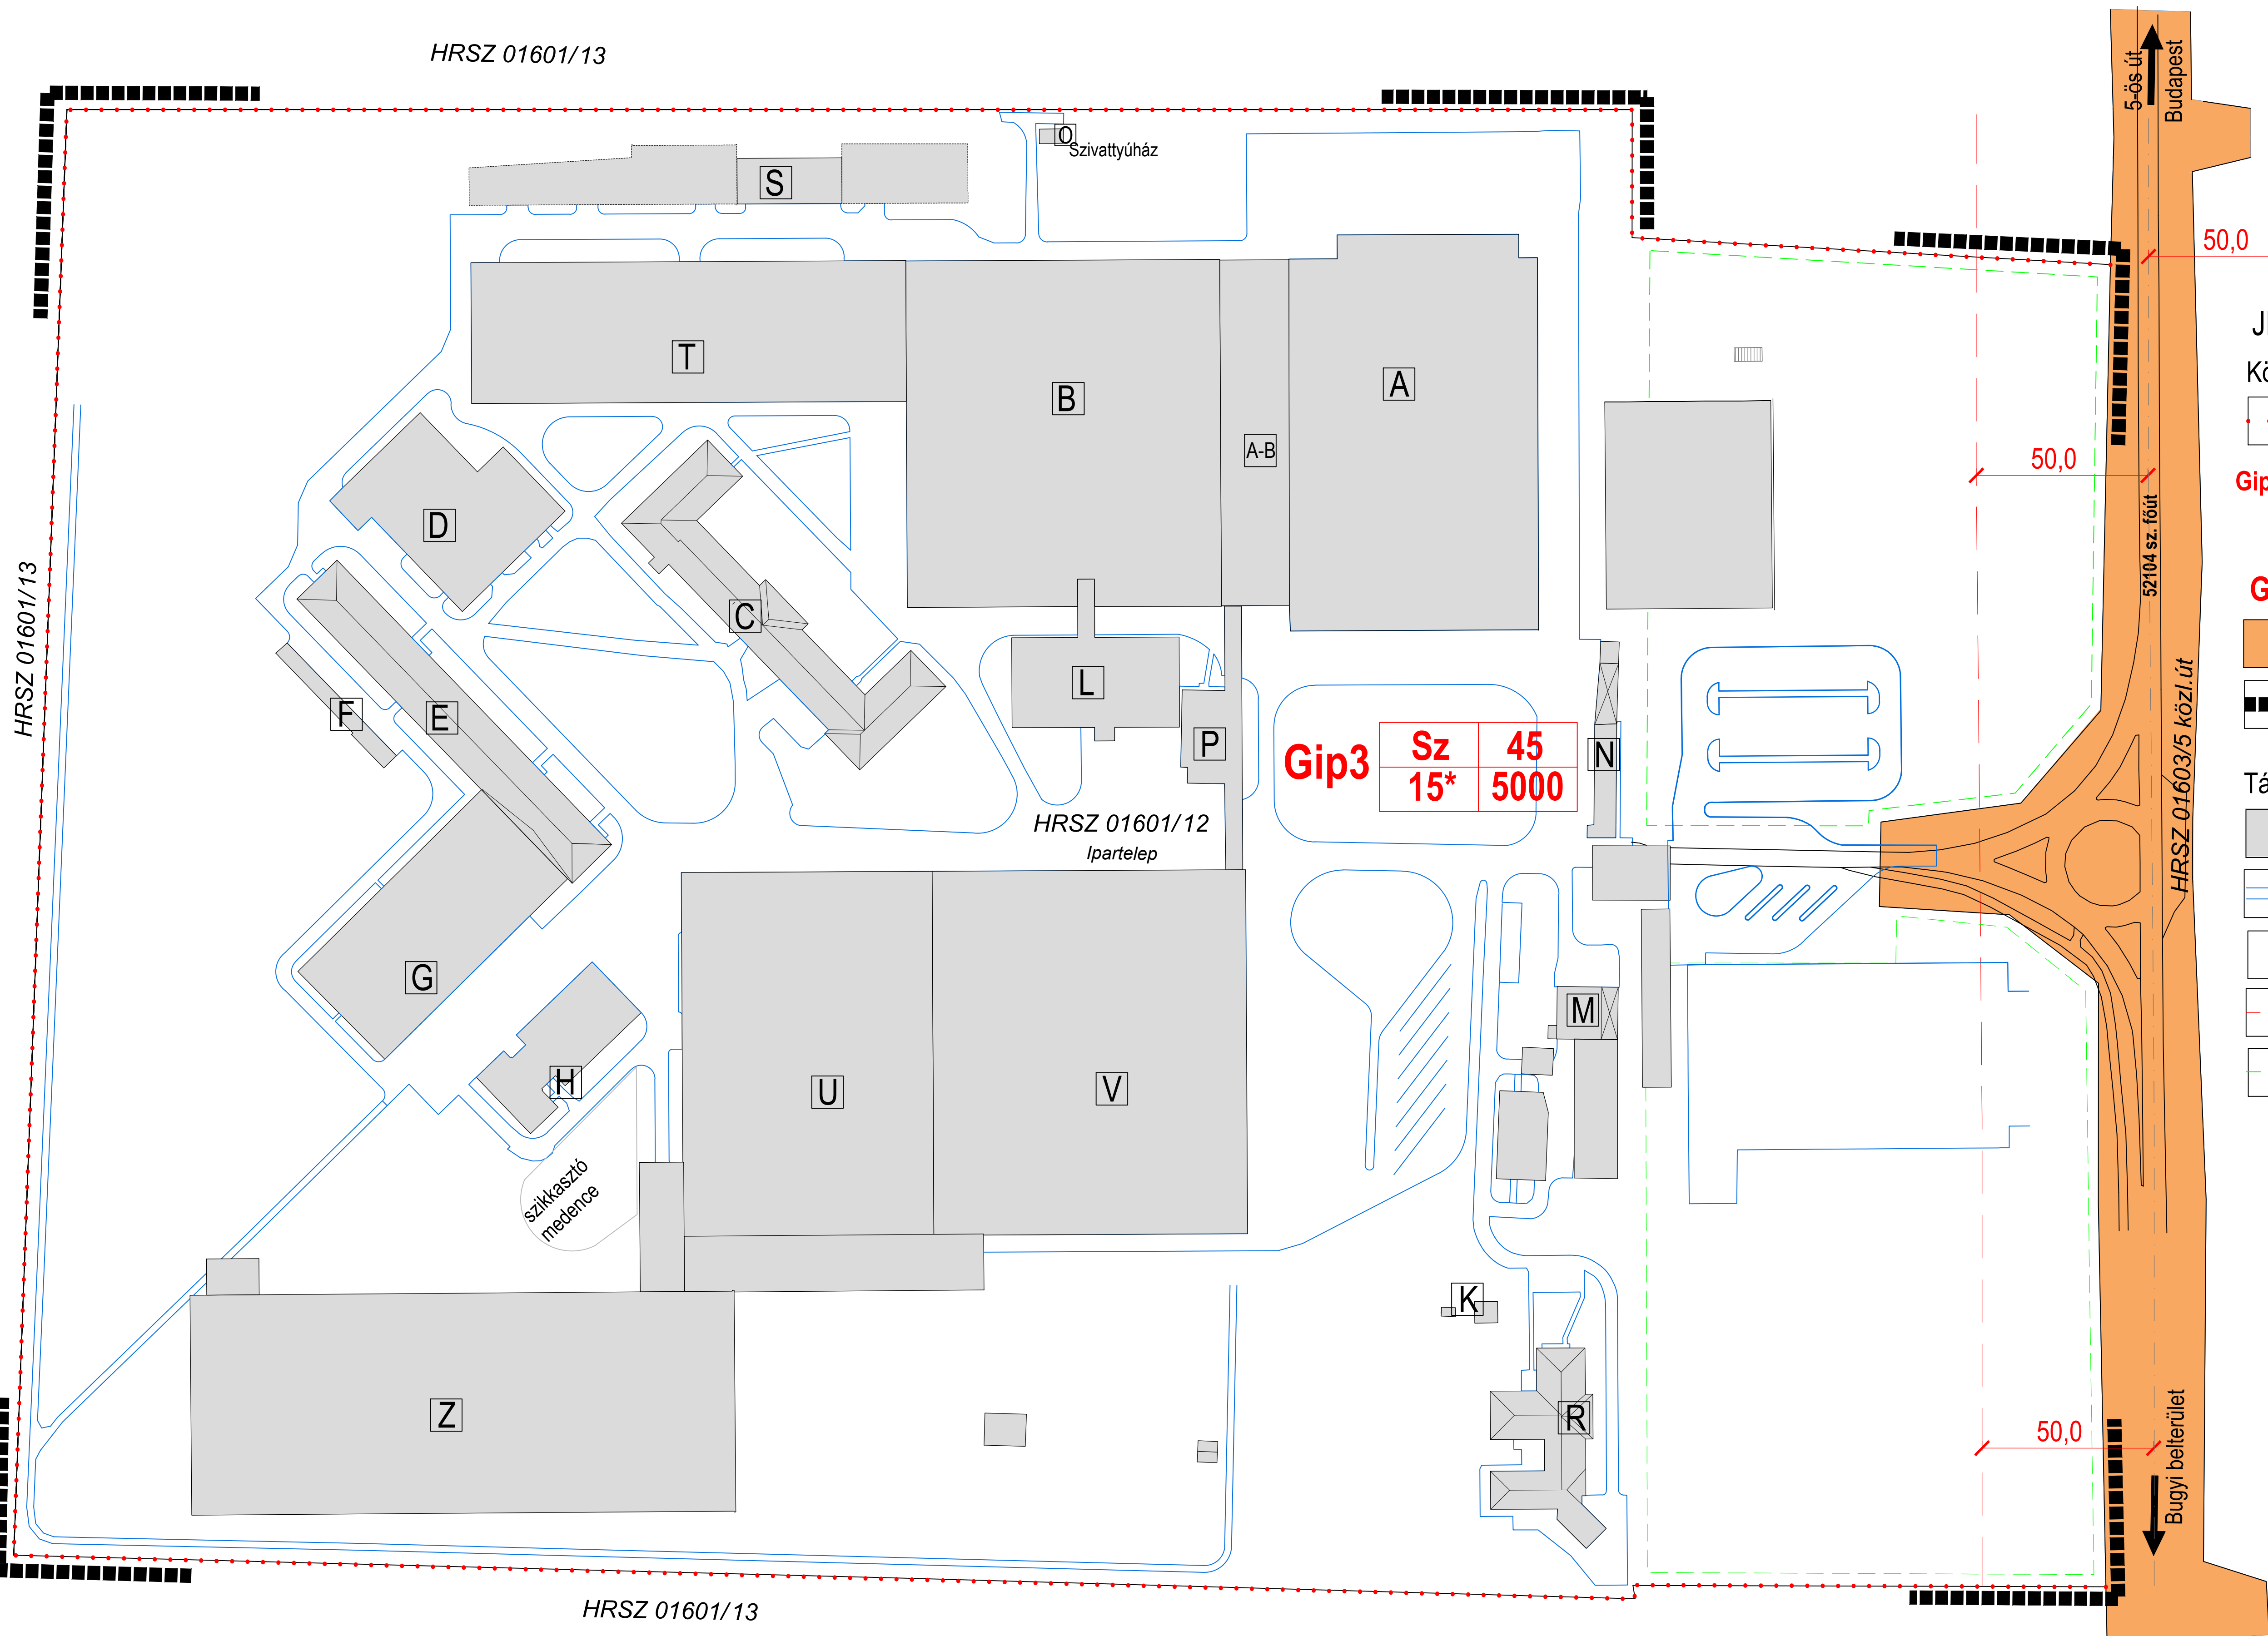 HRSZ 01601/13
5-ös út
Budapest
O
Szivattyúház
S
50,0
T
B
A
A-B
50,0
D
C
52104 sz. főút
HRSZ 01601/13
F
E
L
P
N
Gip3
Sz 45
15* 5000
HRSZ 01603/5 közl.út
HRSZ 01601/12
Ipartelep
G
M
H
U
V
szikkasztó
medence
K
Z
R
50,0
Bugyi belterület
HRSZ 01601/13
Gip
G